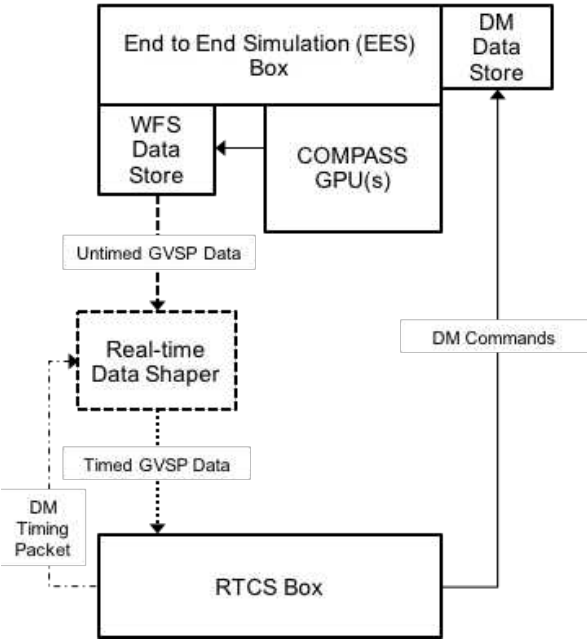 End to End Simulation (EES)
Box
DM
Data
Store
WFS
Data
Store
COMPASS
GPU(s)
Untimed GVSP Data
Real-time
Data Shaper
DM Commands
Timed GVSP Data
DM
Timing
Packet
RTCS Box